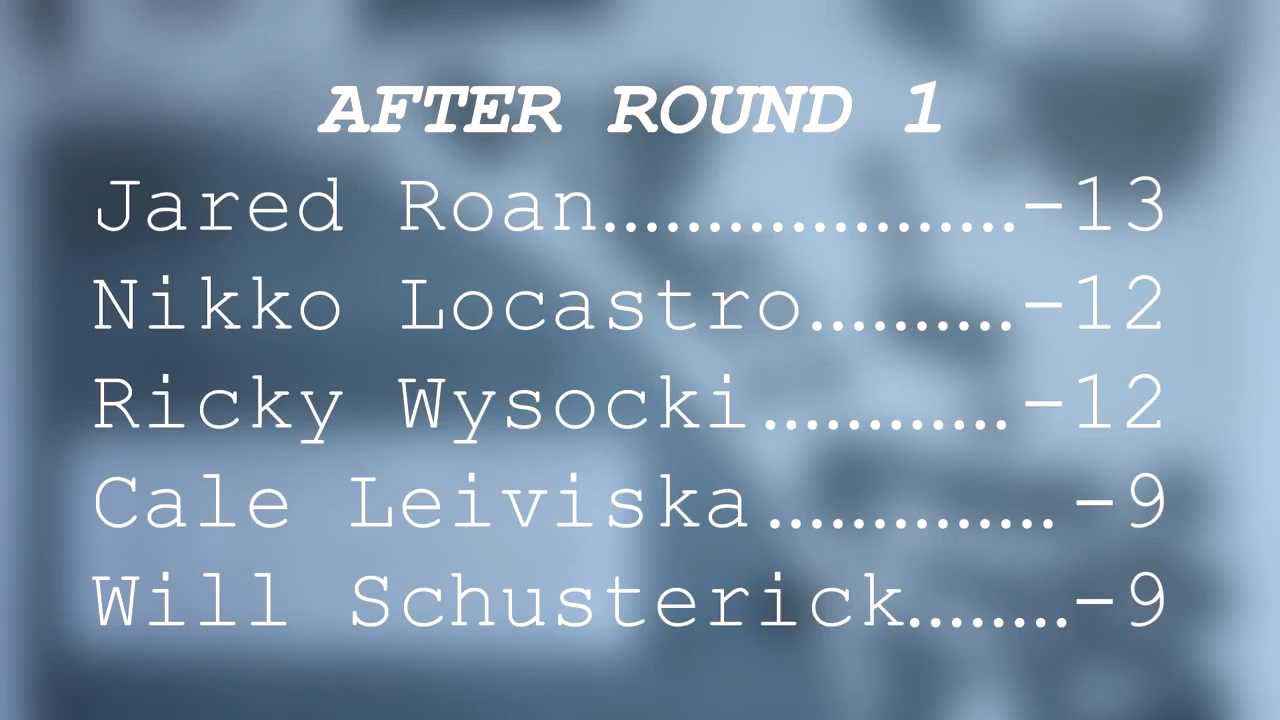 AFTER ROUND 1
Jared Roan....................-13
Nikko Locastro..........-12
Ricky Wysocki............-12
Cale Leiviska..............-9
Will Schusterick........-9